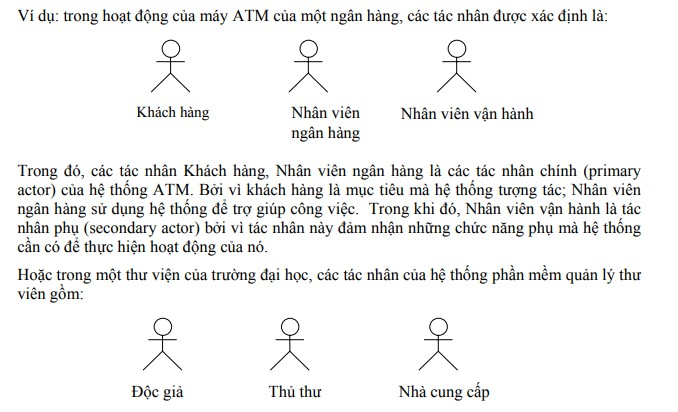 Ví dụ: trong hoạt động của máy ATM của một ngân hàng, các tác nhân được xác định là:
Khách hàng Nhân viên ngân hàng Nhân viên vận hành
Trong đó, các tác nhân Khách hàng, Nhân viên ngân hàng là các tác nhân chính (primary
actor) của hệ thống ATM. Bởi vì khách hàng là mục tiêu mà hệ thống tượng tác; Nhân viên
ngân hàng sử dụng hệ thống để trợ giúp công việc. Trong khi đó, Nhân viên vận hành là tác
nhân phụ (secondary actor) bởi vì tác nhân này đảm nhận những chức năng phụ mà hệ thống
cần có để thực hiện hoạt động của nó.
Hoặc trong một thư viện của trường đại học, các tác nhân của hệ thống phần mềm quản lý thư
viên gồm:
Độc giả Thủ thư Nhà cung cấp